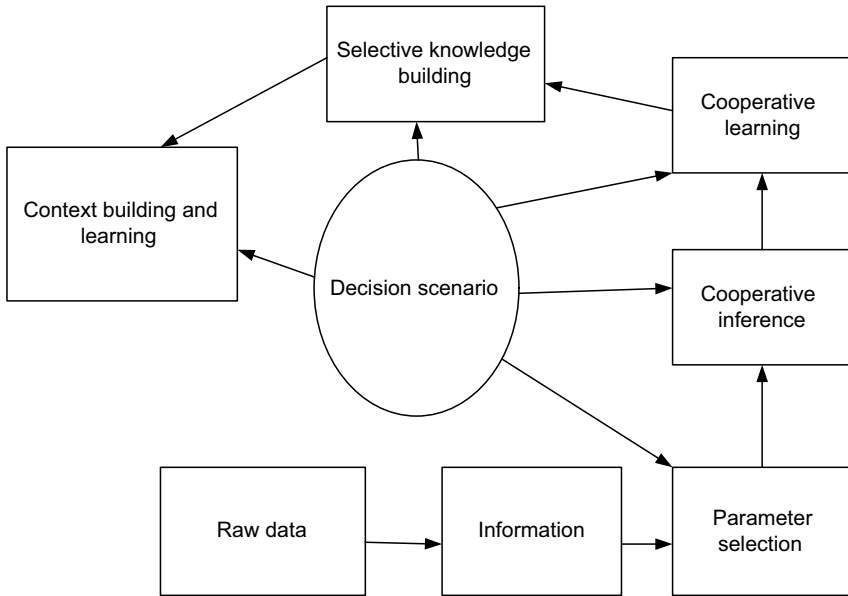 Selective knowledge
building
Cooperative
learning
Context building and
learning
Decision scenario
Cooperative
inference
Raw data
Information
Parameter
selection